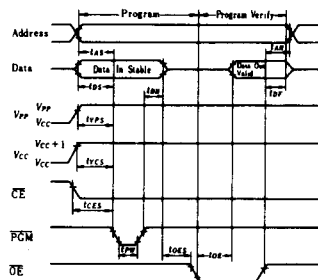 Program
Program Verify
Address
tAS
tAH
Data
Data In Stable
Data Out Valid
tDS
tDH
tDF
VPP VPP
VCC
tVPS
VCC VCC + 1
VCC
tVCS
CE
tCES
PGM
tPW
tOES
tOE
OE